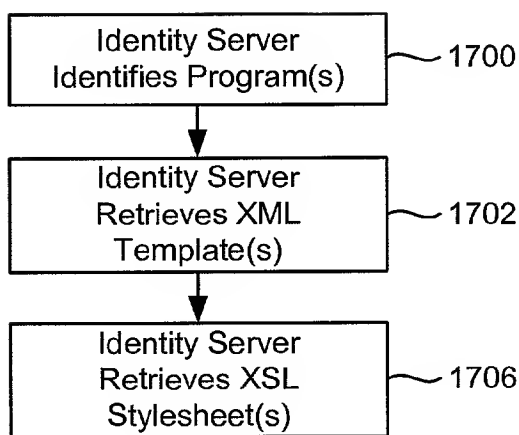 Identity Server
Identifies Program(s)
1700
Identity Server
Retrieves XML
Template(s)
1702
Identity Server
Retrieves XSL
Stylesheet(s)
1706